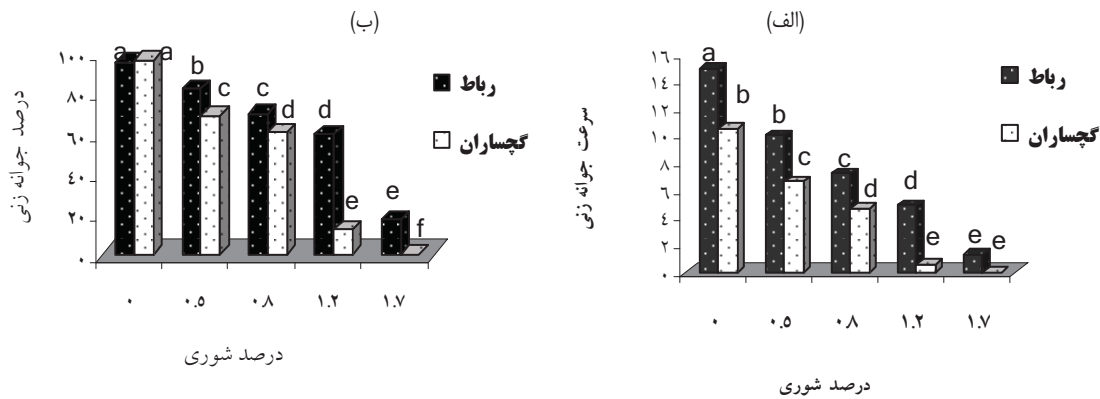 (الف)
۱۶
۱۴
۱۲
۱۰
۸
۶
٤
۲
۰
سرعت جوانه زنی
a
b
b
c
c
d
d
e
e
e
۰
۰.۵
۰.۸
۱.۲
۱.۷
درصد شوری
رباط
گچساران
(ب)
۱۰۰
۸۰
۶۰
٤۰
۲۰
۰
درصد جوانه زنی
a
a
b
c
c
d
d
e
e
f
۰
۰.۵
۰.۸
۱.۲
۱.۷
درصد شوری
رباط
گچساران